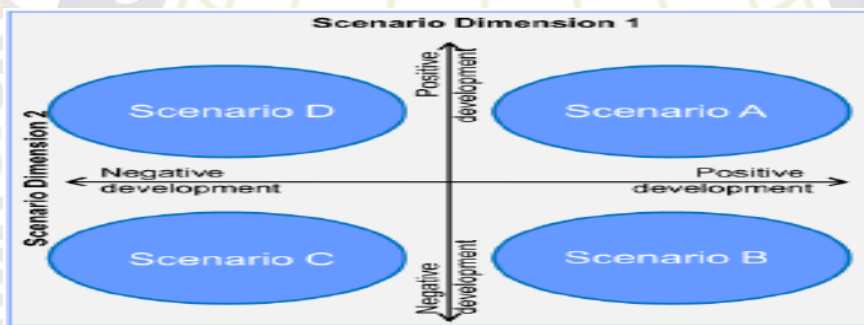 Scenario Dimension 1
Scenario Dimension 2
Positive
development
Scenario D
Scenario A
Negative
development
Positive
development
Scenario C
Scenario B
Negative
development